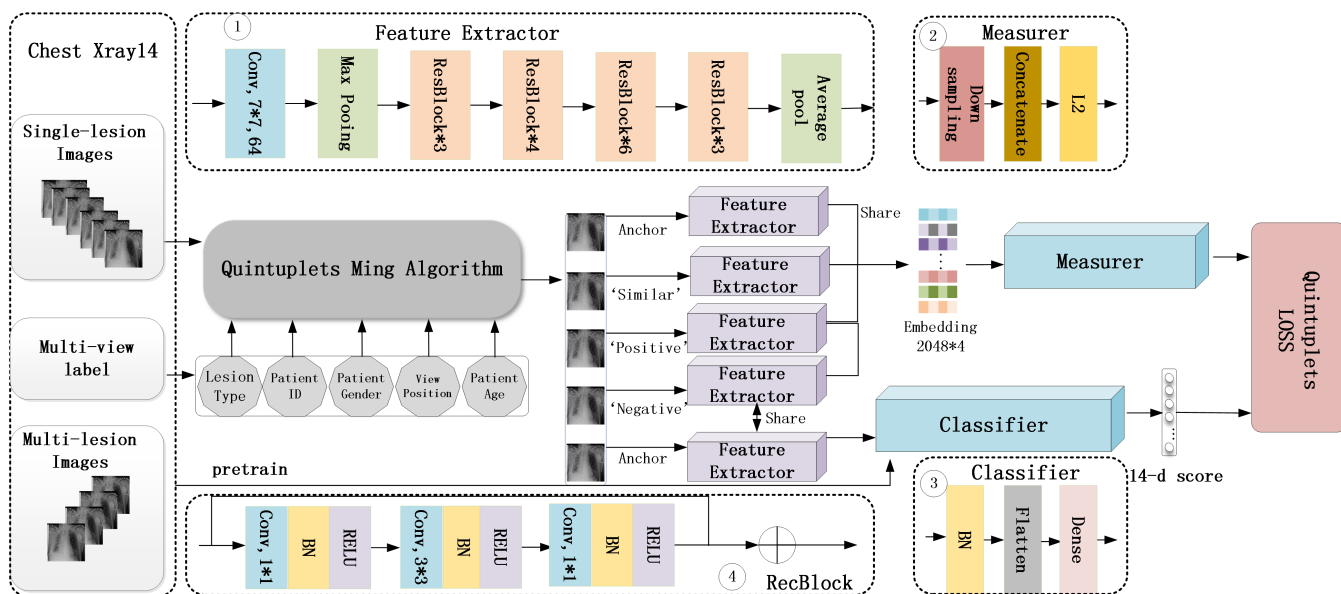 Chest Xray14
Single-lesion
Images
Multi-view
label
Multi-lesion
Images
1
Feature Extractor
Conv, 7*7, 64
Max Pooing
ResBlock*3
ResBlock*4
ResBlock*6
ResBlock*3
Average
pool
2
Measurer
Down
sampling
Concatenate
L2
Quintuplets Ming Algorithm
Lesion
Type
Patient
ID
Patient
Gender
View
Position
Patient
Age
Anchor
‘Similar’
‘Positive’
‘Negative’
Anchor
Feature
Extractor
Feature
Extractor
Feature
Extractor
Feature
Extractor
Feature
Extractor
Share
Share
Embedding
2048*4
Measurer
Classifier
14-d score
Quintuplets
LOSS
pretrain
Conv, 1*1
BN
RELU
Conv, 3*3
BN
RELU
Conv, 1*1
BN
RELU
4
RecBlock
3
Classifier
BN
Flatten
Dense